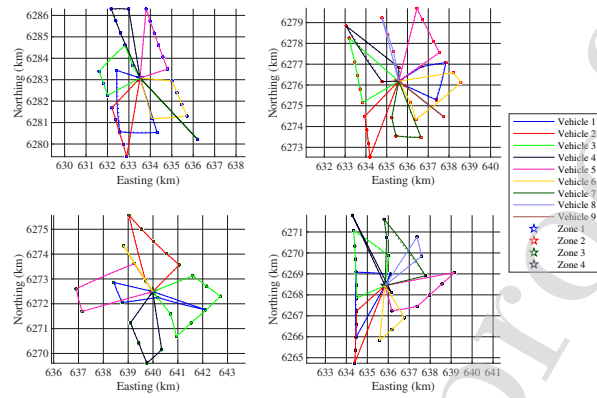 6286
6285
6284
6283
6282
6281
6280
630 631 632 633 634 635 636 637 638
Easting (km)
Northing (km)
6279
6278
6277
6276
6275
6274
6273
632 633 634 635 636 637 638 639 640
Easting (km)
Northing (km)
Vehicle 1
Vehicle 2
Vehicle 3
Vehicle 4
Vehicle 5
Vehicle 6
Vehicle 7
Vehicle 8
Vehicle 9
Zone 1
Zone 2
Zone 3
Zone 4
6275
6274
6273
6272
6271
6270
636 636 637 638 639 640 641 642 643
Easting (km)
Northing (km)
6271
6270
6269
6268
6267
6266
6265
633 634 635 636 637 638 639 640 641
Easting (km)
Northing (km)